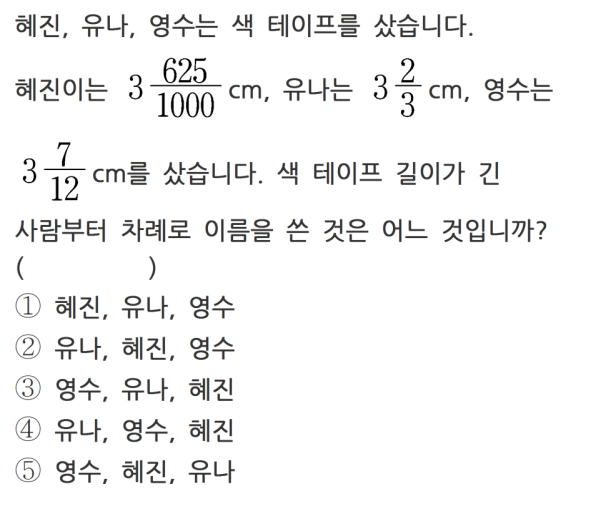 혜진, 유나, 영수는 색 테이프를 샀습니다.
혜진이는 3 625/1000 cm, 유나는 3 2/3 cm, 영수는
3 7/12 cm를 샀습니다. 색 테이프 길이가 긴
사람부터 차례로 이름을 쓴 것은 어느 것입니까?
( )
① 혜진, 유나, 영수
② 유나, 혜진, 영수
③ 영수, 유나, 혜진
④ 유나, 영수, 혜진
⑤ 영수, 혜진, 유나